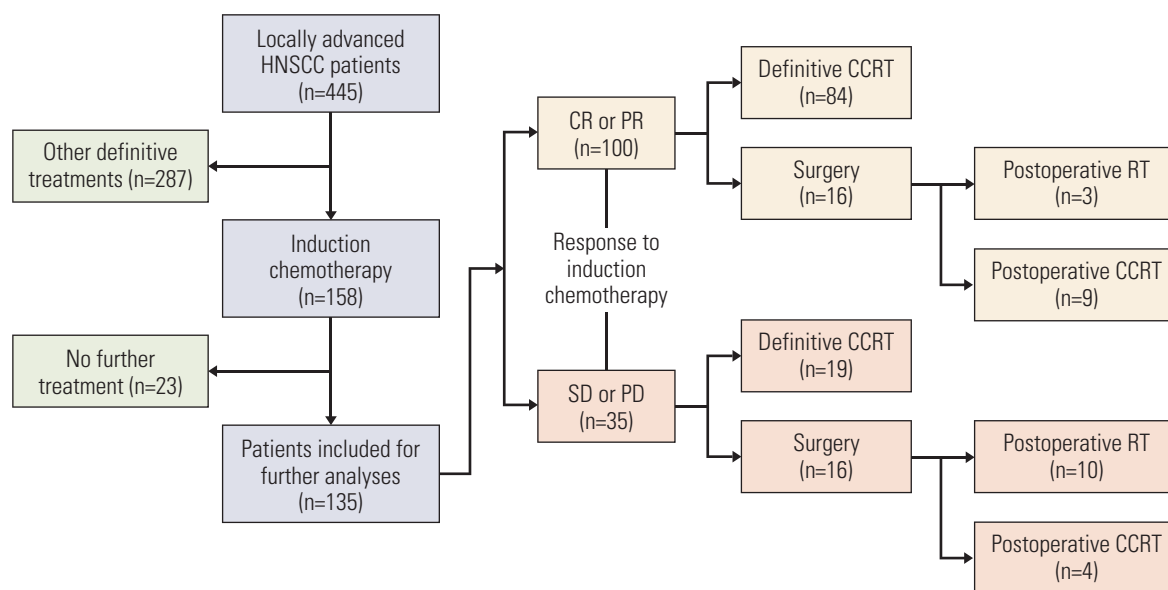 Locally advanced
HNSCC patients
(n=445)
Other definitive
treatments (n=287)
Induction
chemotherapy
(n=158)
No further
treatment (n=23)
Patients included for
further analyses
(n=135)
CR or PR
(n=100)
Response to
induction
chemotherapy
SD or PD
(n=35)
Definitive CCRT
(n=84)
Surgery
(n=16)
Postoperative RT
(n=3)
Postoperative CCRT
(n=9)
Definitive CCRT
(n=19)
Surgery
(n=16)
Postoperative RT
(n=10)
Postoperative CCRT
(n=4)